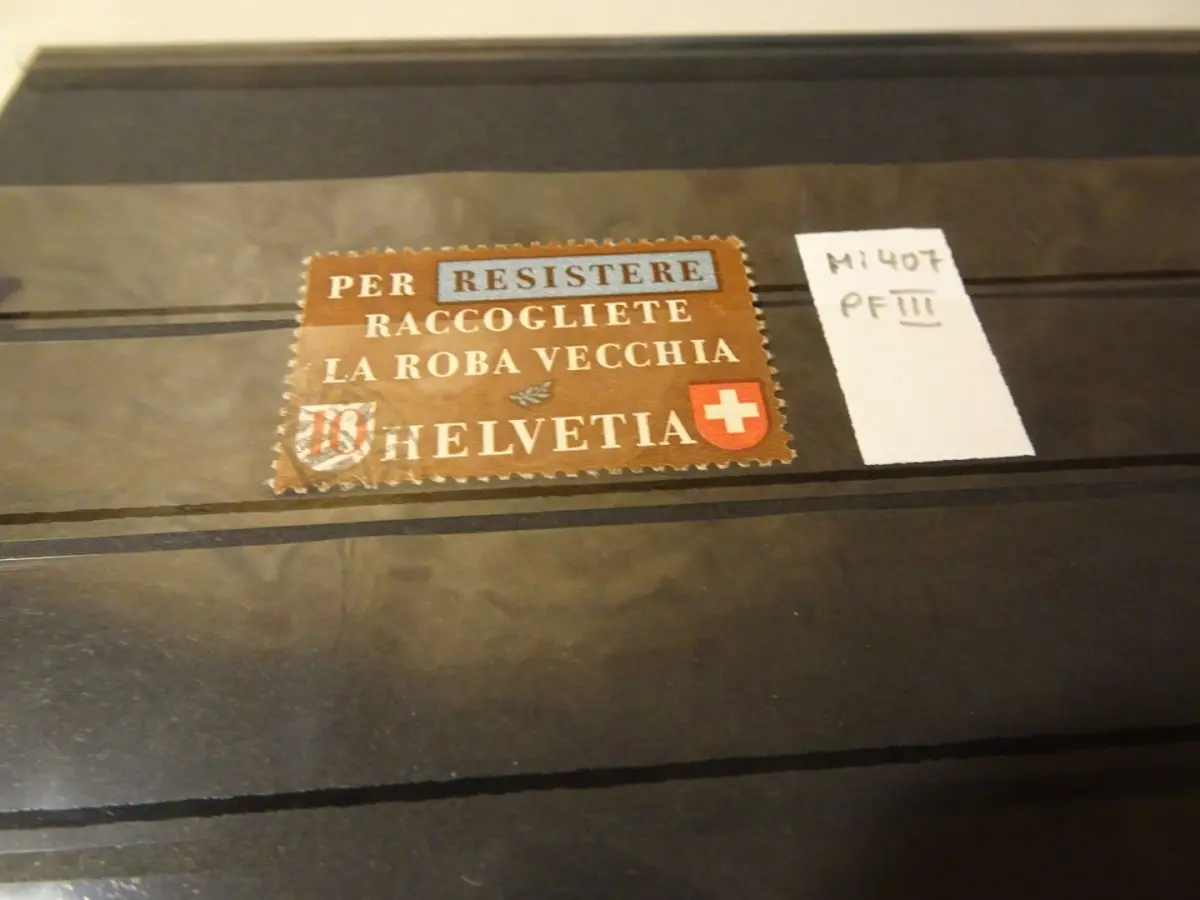 PER RESISTERE
RACCOGLIETE
LA ROBA VECCHIA
10 HELVETIA
Mi 407
PF III